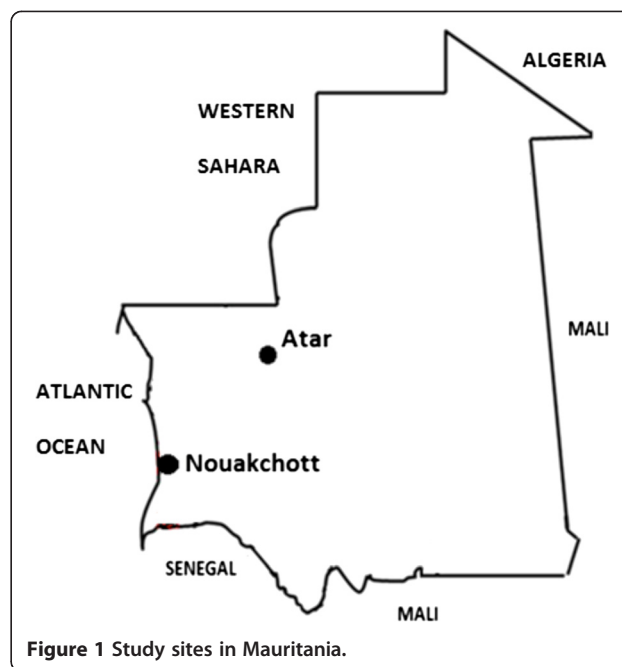 ALGERIA
WESTERN
SAHARA
Atar
MALI
ATLANTIC
OCEAN
Nouakchott
SENEGAL
MALI
Figure 1 Study sites in Mauritania.